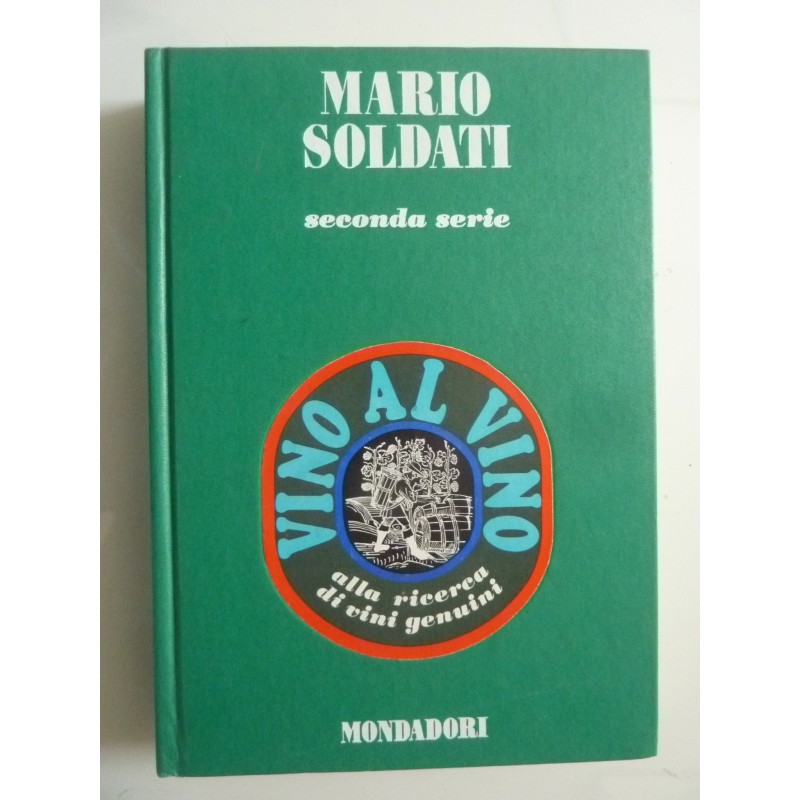 MARIO
SOLDATI
seconda serie
VINO AL VINO
alla ricerca
di vini genuini
MONDADORI